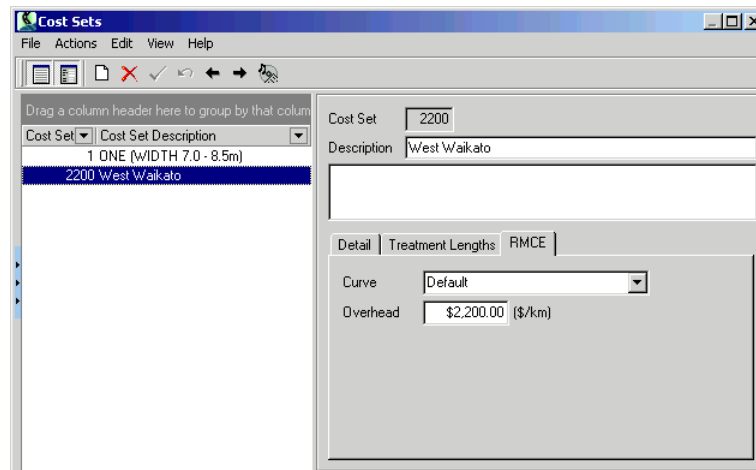 Cost Sets
File Actions Edit View Help
Drag a column header here to group by that colum
Cost Set Cost Set Description
1 ONE (WIDTH 7.0 - 8.5m)
2200 West Waikato
Cost Set 2200
Description West Waikato
Detail Treatment Lengths RMCE
Curve Default
Overhead $2,200.00 ($/km)